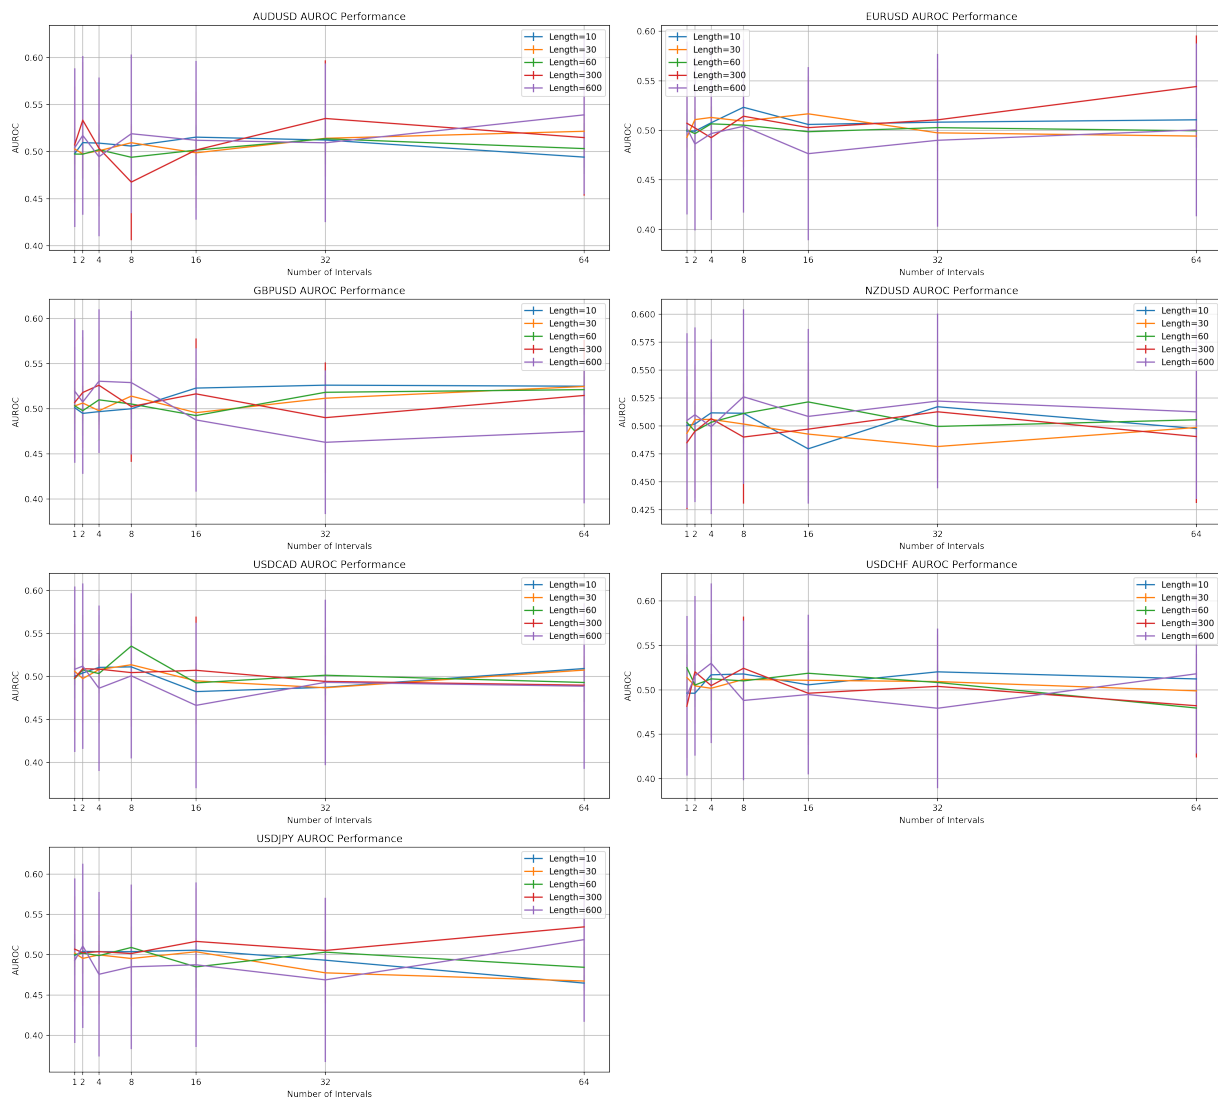 AUDUSD AUROC Performance
0.60
0.55
0.50
0.45
0.40
AUROC
Length=10
Length=30
Length=60
Length=300
Length=600
1 2 4 8 16 32 64
Number of Intervals
EURUSD AUROC Performance
0.60
0.55
0.50
0.45
0.40
AUROC
Length=10
Length=30
Length=60
Length=300
Length=600
1 2 4 8 16 32 64
Number of Intervals
GBPUSD AUROC Performance
0.60
0.55
0.50
0.45
0.40
AUROC
Length=10
Length=30
Length=60
Length=300
Length=600
1 2 4 8 16 32 64
Number of Intervals
NZDUSD AUROC Performance
0.600
0.575
0.550
0.525
0.500
0.475
0.450
0.425
AUROC
Length=10
Length=30
Length=60
Length=300
Length=600
1 2 4 8 16 32 64
Number of Intervals
USDCAD AUROC Performance
0.60
0.55
0.50
0.45
0.40
AUROC
Length=10
Length=30
Length=60
Length=300
Length=600
1 2 4 8 16 32 64
Number of Intervals
USDCHF AUROC Performance
0.60
0.55
0.50
0.45
0.40
AUROC
Length=10
Length=30
Length=60
Length=300
Length=600
1 2 4 8 16 32 64
Number of Intervals
USDJPY AUROC Performance
0.60
0.55
0.50
0.45
0.40
AUROC
Length=10
Length=30
Length=60
Length=300
Length=600
1 2 4 8 16 32 64
Number of Intervals